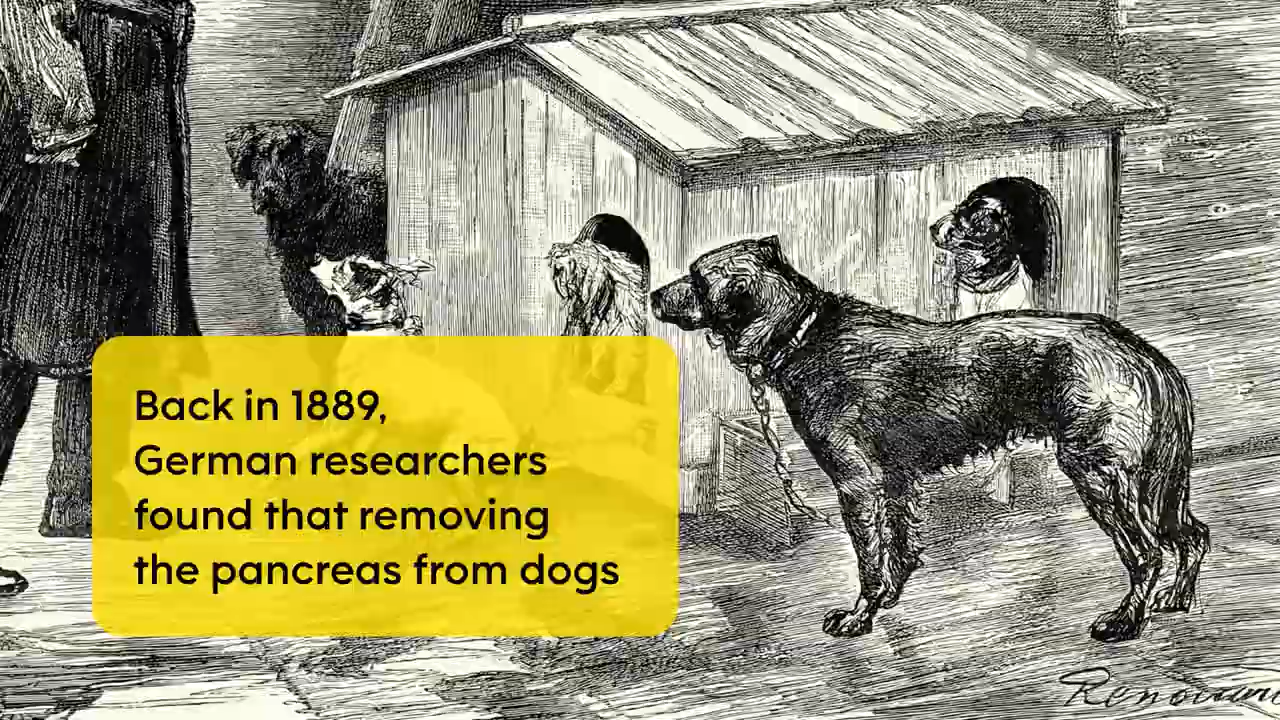 Back in 1889,
German researchers
found that removing
the pancreas from dogs